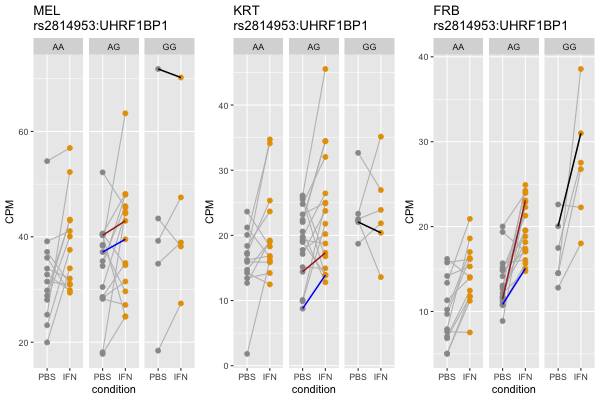 MEL
rs2814953:UHRF1BP1
AA AG GG
60
40
20
CPM
PBS IFN PBS IFN PBS IFN
condition
KRT
rs2814953:UHRF1BP1
AA AG GG
40
30
20
10
0
CPM
PBS IFN PBS IFN PBS IFN
condition
FRB
rs2814953:UHRF1BP1
AA AG GG
40
30
20
10
CPM
PBS IFN PBS IFN PBS IFN
condition